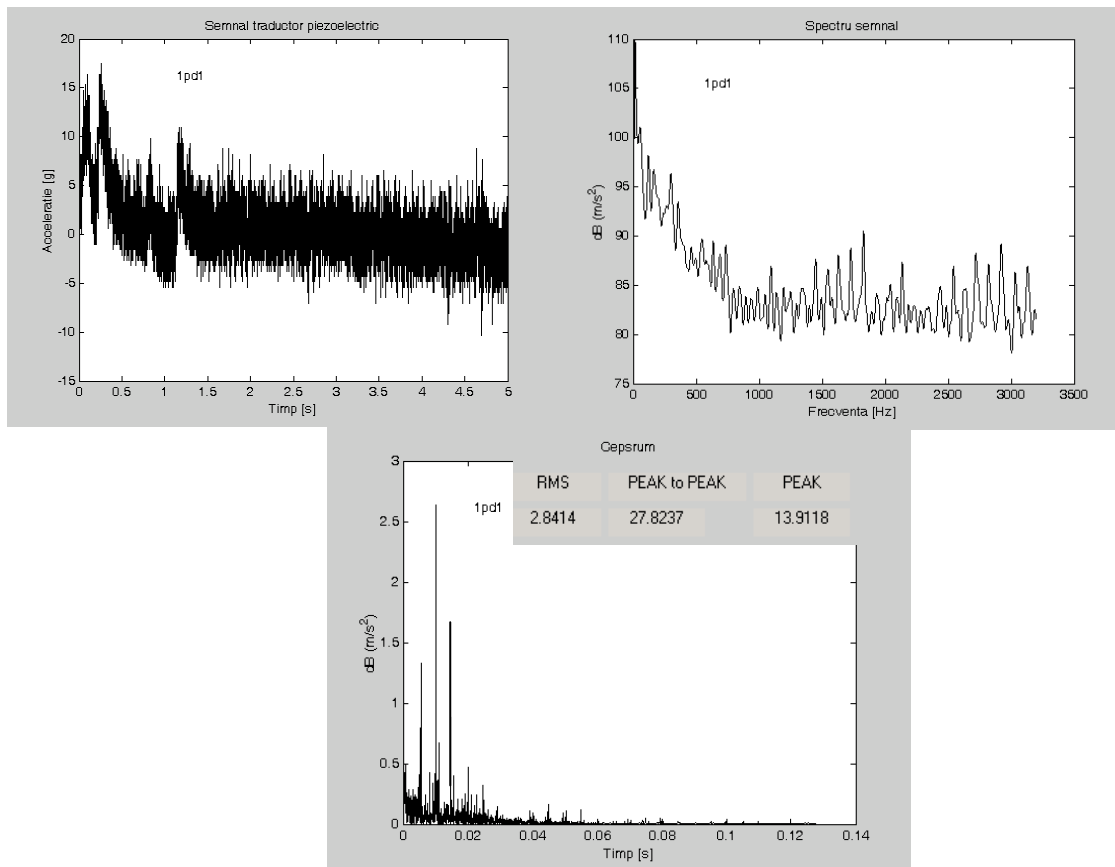 Semnal traductor piezoelectric
20
15
10
5
0
-5
-10
-15
Acceleratie [g]
1pd1
0 0.5 1 1.5 2 2.5 3 3.5 4 4.5 5
Timp [s]
Spectru semnal
110
105
100
95
90
85
80
75
dB (m/s²)
1pd1
0 500 1000 1500 2000 2500 3000 3500
Frecventa [Hz]
Cepsrum
3
2.5
2
1.5
1
0.5
0
dB (m/s²)
1pd1
RMS PEAK to PEAK PEAK
2.8414 27.8237 13.9118
0 0.02 0.04 0.06 0.08 0.1 0.12 0.14
Timp [s]